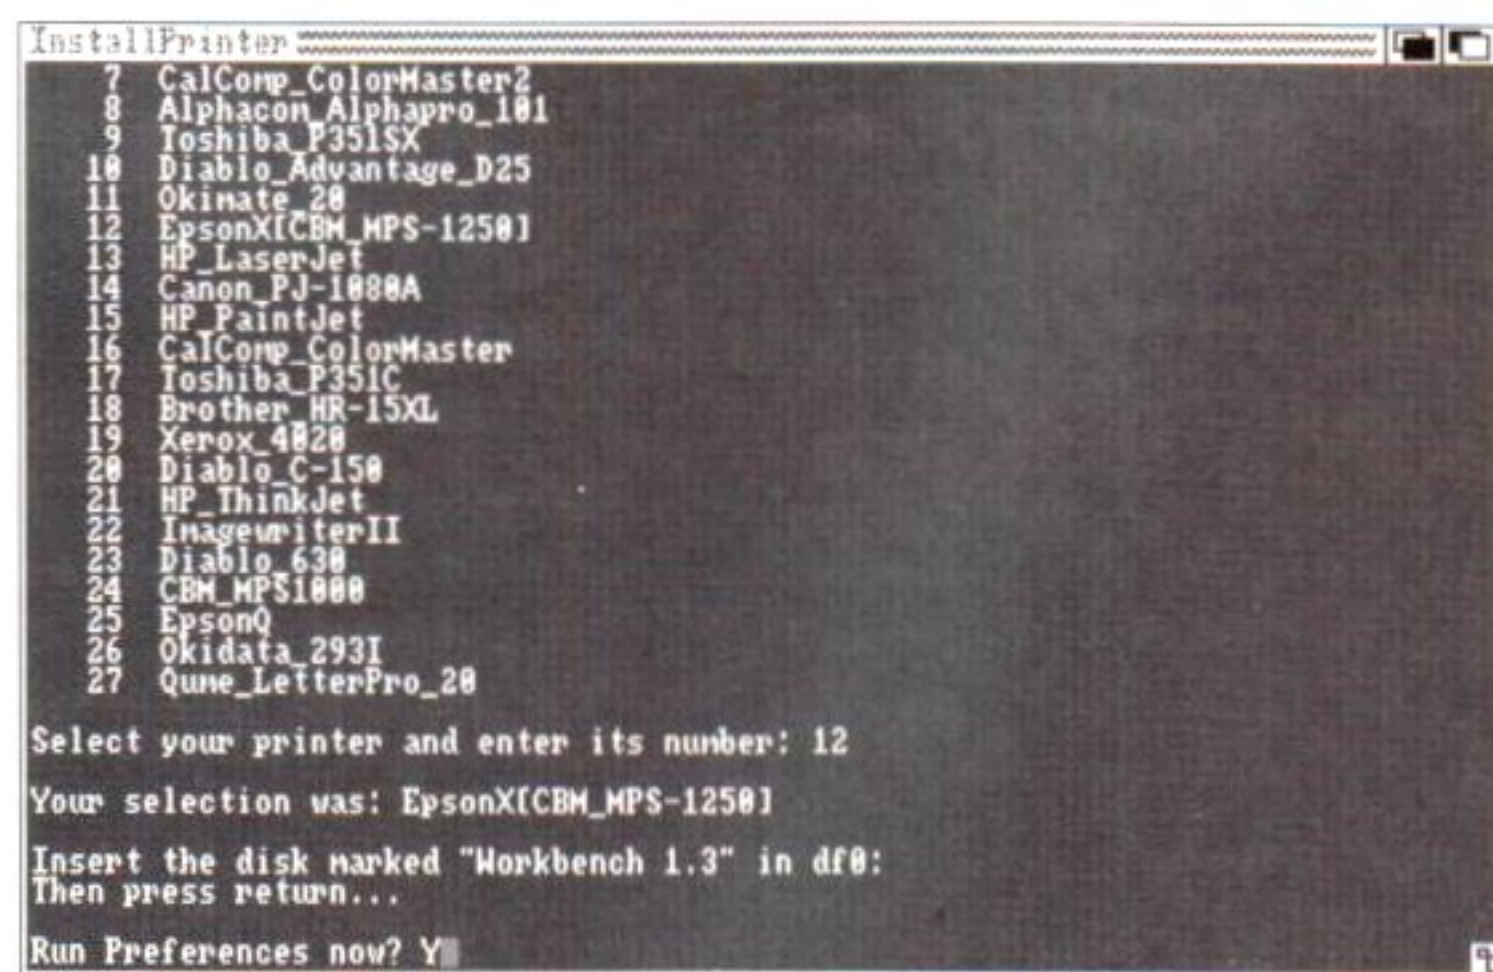 InstallPrinter
7 CalComp_ColorMaster2
8 Alphacom_Alphapro_101
9 Toshiba_P351SX
10 Diablo_Advantage_D25
11 Okimate_20
12 EpsonX[CBM_MPS-1250]
13 HP_LaserJet
14 Canon_PJ-1080A
15 HP_PaintJet
16 CalComp_ColorMaster
17 Toshiba_P351C
18 Brother_HR-15XL
19 Xerox_4020
20 Diablo_C-150
21 HP_ThinkJet
22 ImagewriterII
23 Diablo_630
24 CBM_MPS1000
25 EpsonQ
26 Okidata_293I
27 Qume_LetterPro_20
Select your printer and enter its number: 12
Your selection was: EpsonX[CBM_MPS-1250]
Insert the disk marked "Workbench 1.3" in df0:
Then press return...
Run Preferences now? Y